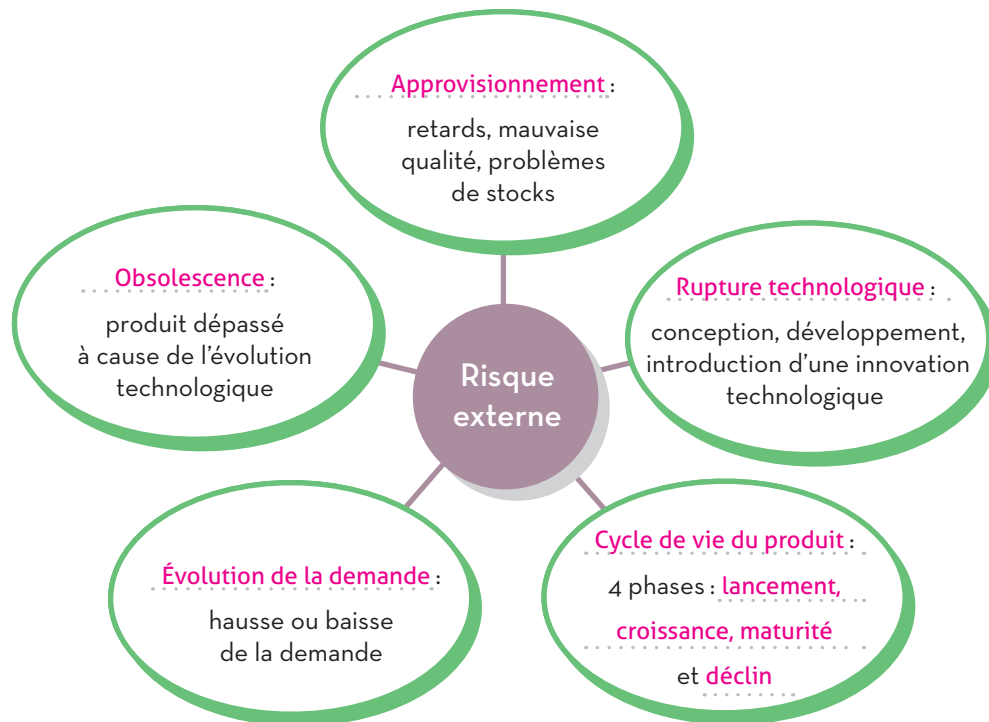 Approvisionnement :
retards, mauvaise
qualité, problèmes
de stocks
Obsolescence :
produit dépassé
à cause de l’évolution
technologique
Rupture technologique :
conception, développement,
introduction d’une innovation
technologique
Risque
externe
Évolution de la demande :
hausse ou baisse
de la demande
Cycle de vie du produit :
4 phases : lancement,
croissance, maturité
et déclin